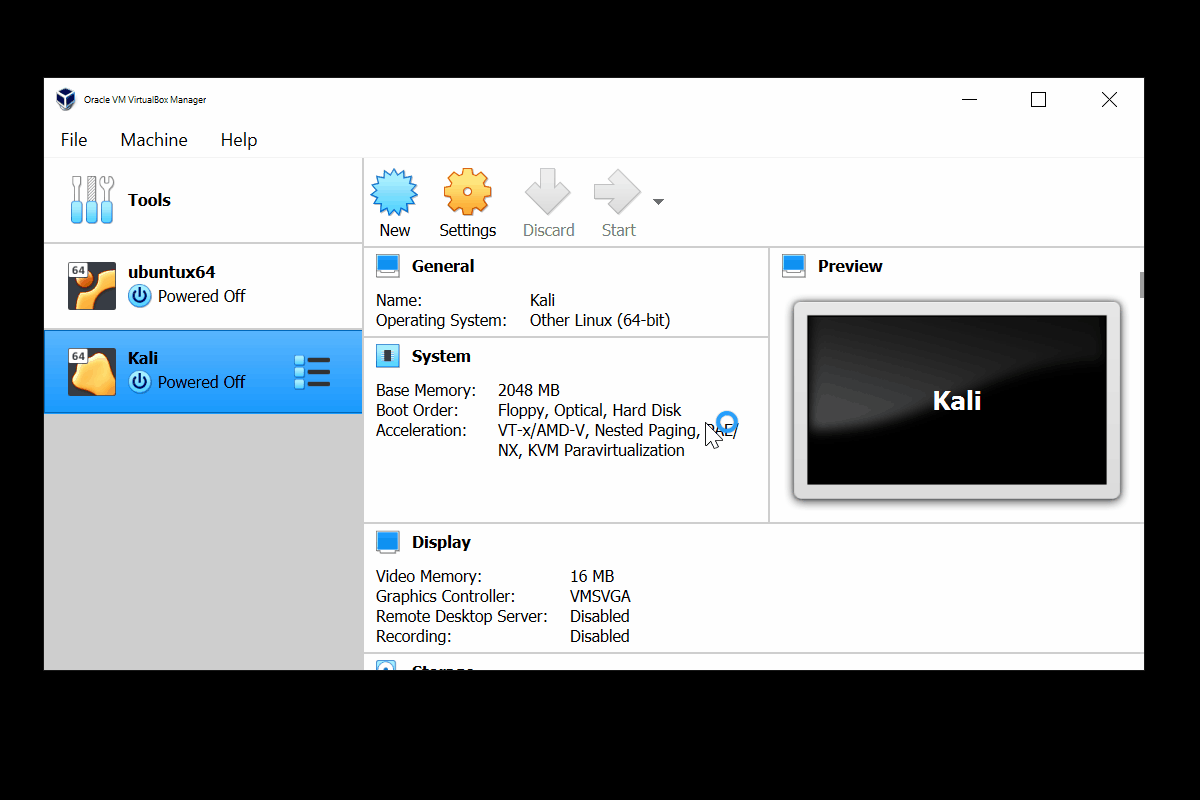 Oracle VM VirtualBox Manager
File Machine Help
Tools
New Settings Discard Start
64 ubuntux64
Powered Off
64 Kali
Powered Off
General
Name: Kali
Operating System: Other Linux (64-bit)
System
Base Memory: 2048 MB
Boot Order: Floppy, Optical, Hard Disk
Acceleration: VT-x/AMD-V, Nested Paging, PAE/
NX, KVM Paravirtualization
Preview
Kali
Display
Video Memory: 16 MB
Graphics Controller: VMSVGA
Remote Desktop Server: Disabled
Recording: Disabled
Storage